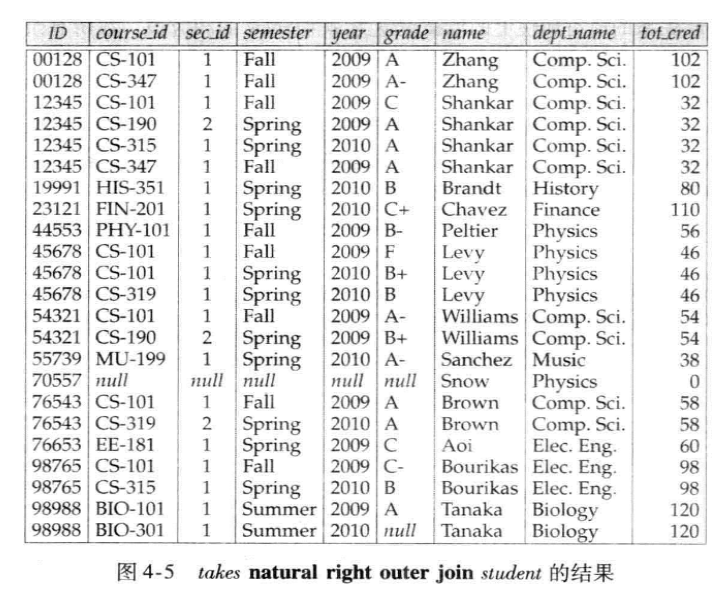 ID course_id sec_id semester year grade name dept_name tot_cred
00128 CS-101 1 Fall 2009 A Zhang Comp. Sci. 102
00128 CS-347 1 Fall 2009 A- Zhang Comp. Sci. 102
12345 CS-101 1 Fall 2009 C Shankar Comp. Sci. 32
12345 CS-190 2 Spring 2009 A Shankar Comp. Sci. 32
12345 CS-315 1 Spring 2010 A Shankar Comp. Sci. 32
12345 CS-347 1 Fall 2009 A Shankar Comp. Sci. 32
19991 HIS-351 1 Spring 2010 B Brandt History 80
23121 FIN-201 1 Spring 2010 C+ Chavez Finance 110
44553 PHY-101 1 Fall 2009 B- Peltier Physics 56
45678 CS-101 1 Fall 2009 F Levy Physics 46
45678 CS-101 1 Spring 2010 B+ Levy Physics 46
45678 CS-319 1 Spring 2010 B Levy Physics 46
54321 CS-101 1 Fall 2009 A- Williams Comp. Sci. 54
54321 CS-190 2 Spring 2009 B+ Williams Comp. Sci. 54
55739 MU-199 1 Spring 2010 A- Sanchez Music 38
70557 null null null null null Snow Physics 0
76543 CS-101 1 Fall 2009 A Brown Comp. Sci. 58
76543 CS-319 2 Spring 2010 A Brown Comp. Sci. 58
76653 EE-181 1 Spring 2009 C Aoi Elec. Eng. 60
98765 CS-101 1 Fall 2009 C- Bourikas Elec. Eng. 98
98765 CS-315 1 Spring 2010 B Bourikas Elec. Eng. 98
98988 BIO-101 1 Summer 2009 A Tanaka Biology 120
98988 BIO-301 1 Summer 2010 null Tanaka Biology 120
图 4-5 takes natural right outer join student 的结果